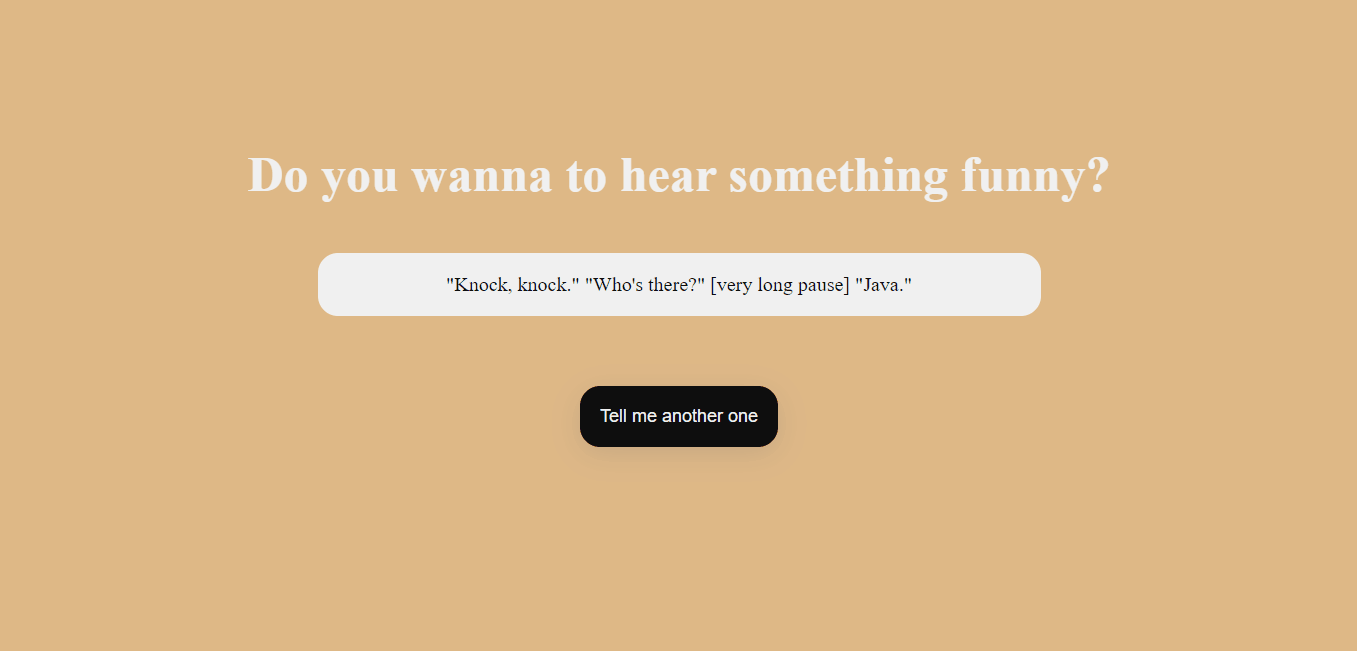 Do you wanna to hear something funny?
"Knock, knock." "Who's there?" [very long pause] "Java."
Tell me another one